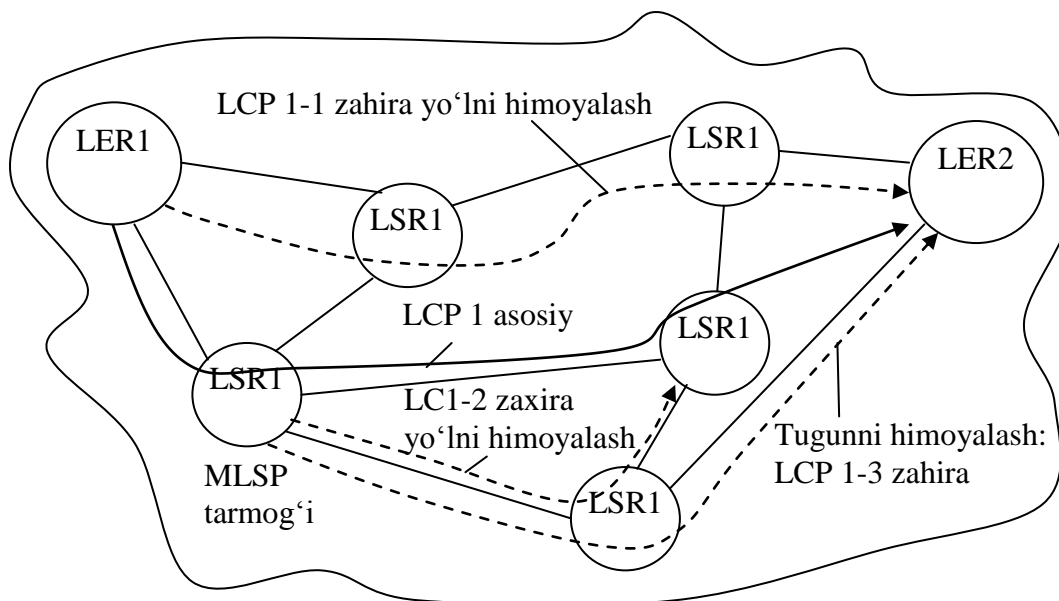 LCP 1-1 zahira yo‘lni himoyalash
LER1
LSR1
LER2
LSR1
LCP 1 asosiy
LSR1
LSR1
LC1-2 zaxira
yo‘lni himoyalash
Tugunni himoyalash:
LCP 1-3 zahira
MLSP
tarmog‘i
LSR1